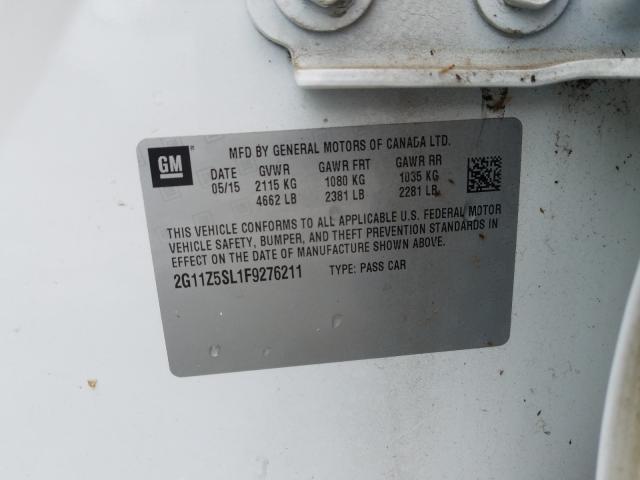 GM
MFD BY GENERAL MOTORS OF CANADA LTD.
DATE GVWR GAWR FRT GAWR RR
05/15 2115 KG 1080 KG 1035 KG
4662 LB 2381 LB 2281 LB
THIS VEHICLE CONFORMS TO ALL APPLICABLE U.S. FEDERAL MOTOR
VEHICLE SAFETY, BUMPER, AND THEFT PREVENTION STANDARDS IN
EFFECT ON THE DATE OF MANUFACTURE SHOWN ABOVE.
2G11Z5SL1F9276211 TYPE: PASS CAR